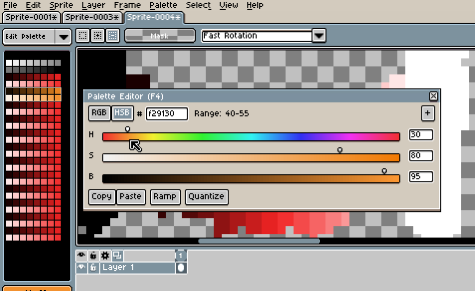 File Edit Sprite Layer Frame Palette Select View Help
Sprite-0001* Sprite-0003* Sprite-0004*
Edit Palette Mask Fast Rotation
Palette Editor (F4)
RGB HSB # f29130 Range: 40-55 +
H 30
S 80
B 95
Copy Paste Ramp Quantize
1
Layer 1